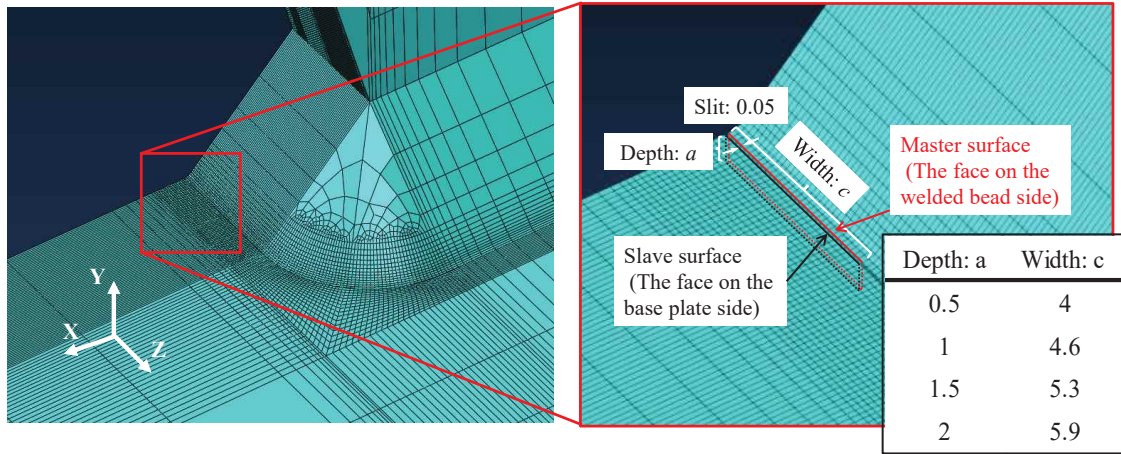 Y
X
Z
Slit: 0.05
Depth: a
Width: c
Master surface
(The face on the
welded bead side)
Slave surface
(The face on the
base plate side)
Depth: a Width: c
0.5 4
1 4.6
1.5 5.3
2 5.9